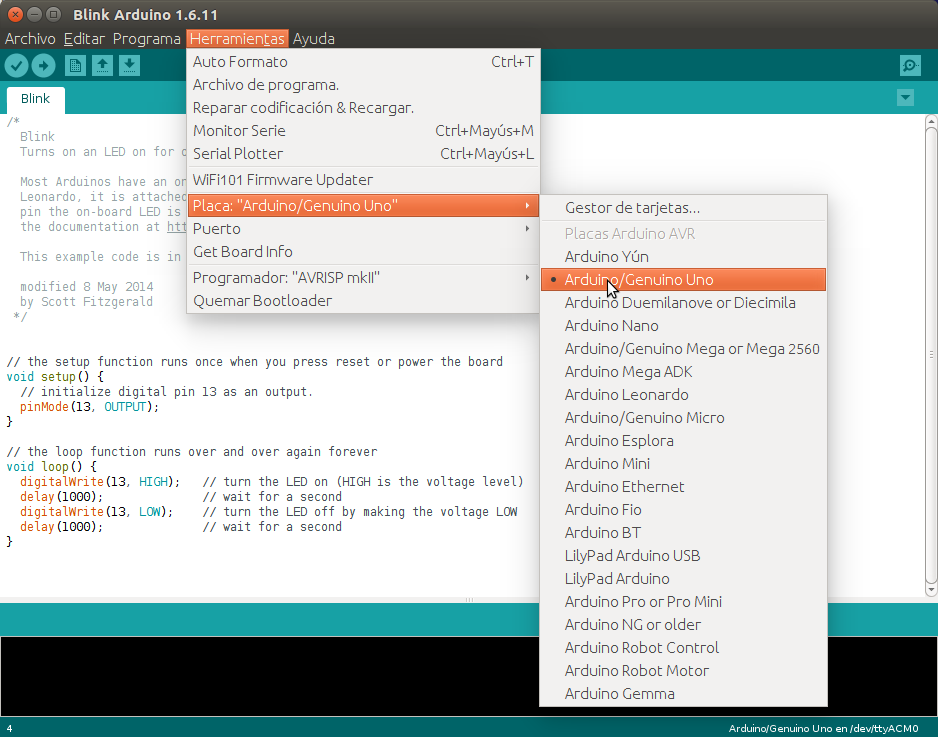 Blink Arduino 1.6.11
Archivo Editar Programa Herramientas Ayuda
Auto Formato Ctrl+T
Archivo de programa.
Reparar codificación & Recargar.
Monitor Serie Ctrl+Mayús+M
Serial Plotter Ctrl+Mayús+L
WiFi101 Firmware Updater
Placa: "Arduino/Genuino Uno"
Puerto
Get Board Info
Programador: "AVRISP mkII"
Quemar Bootloader
Gestor de tarjetas...
Placas Arduino AVR
Arduino Yún
Arduino/Genuino Uno
Arduino Duemilanove or Diecimila
Arduino Nano
Arduino/Genuino Mega or Mega 2560
Arduino Mega ADK
Arduino Leonardo
Arduino/Genuino Micro
Arduino Esplora
Arduino Mini
Arduino Ethernet
Arduino Fio
Arduino BT
LilyPad Arduino USB
LilyPad Arduino
Arduino Pro or Pro Mini
Arduino NG or older
Arduino Robot Control
Arduino Robot Motor
Arduino Gemma
Blink
/*
Blink
Turns on an LED on for
Most Arduinos have an
Leonardo, it is attached
pin the on-board LED is
the documentation at
This example code is in
modified 8 May 2014
by Scott Fitzgerald
*/
// the setup function runs once when you press reset or power the board
void setup() {
// initialize digital pin 13 as an output.
pinMode(13, OUTPUT);
}
// the loop function runs over and over again forever
void loop() {
digitalWrite(13, HIGH); // turn the LED on (HIGH is the voltage level)
delay(1000); // wait for a second
digitalWrite(13, LOW); // turn the LED off by making the voltage LOW
delay(1000); // wait for a second
}
4 Arduino/Genuino Uno en /dev/ttyACM0